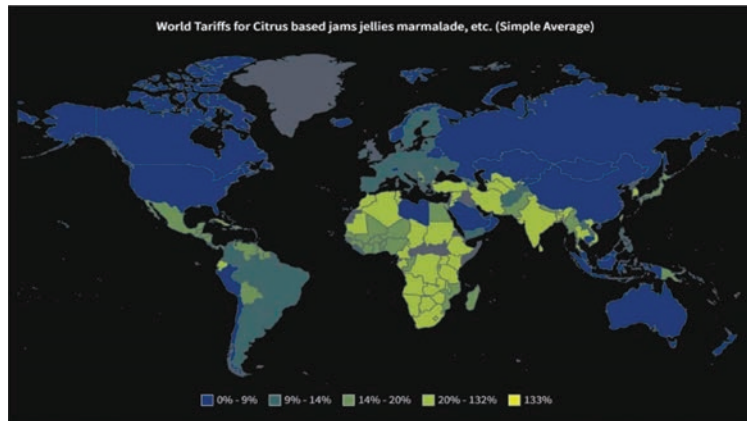 World Tariffs for Citrus based jams jellies marmalade, etc. (Simple Average)
0% - 9%
9% - 14%
14% - 20%
20% - 132%
133%